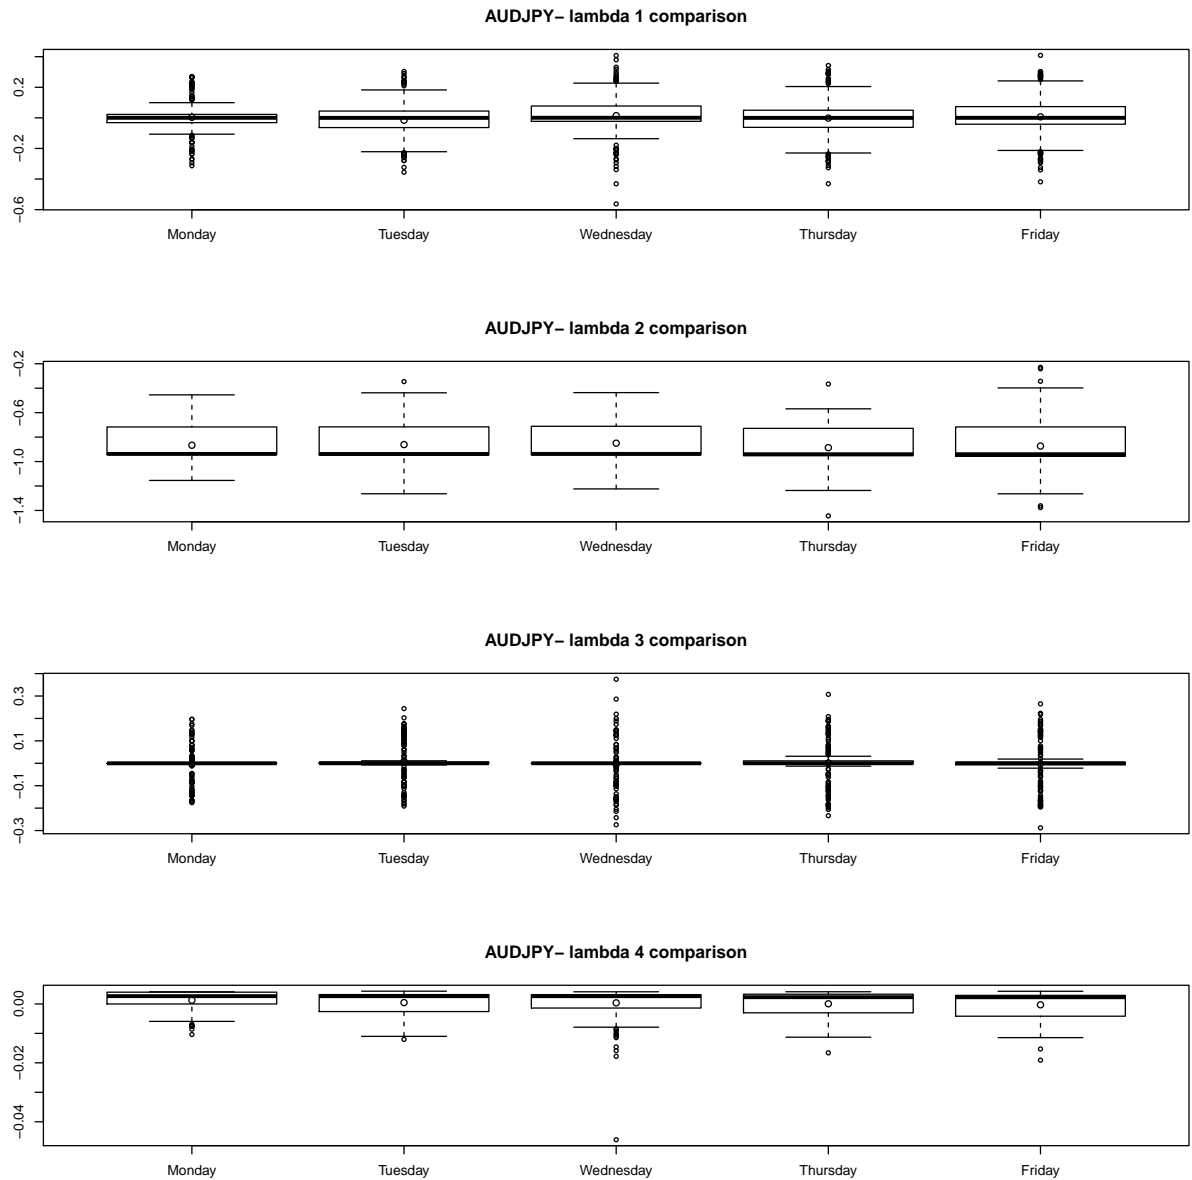 AUDJPY– lambda 1 comparison
0.2
−0.2
−0.6
Monday Tuesday Wednesday Thursday Friday
AUDJPY– lambda 2 comparison
−0.2
−0.6
−1.0
−1.4
Monday Tuesday Wednesday Thursday Friday
AUDJPY– lambda 3 comparison
0.3
0.1
−0.1
−0.3
Monday Tuesday Wednesday Thursday Friday
AUDJPY– lambda 4 comparison
0.00
−0.02
−0.04
Monday Tuesday Wednesday Thursday Friday